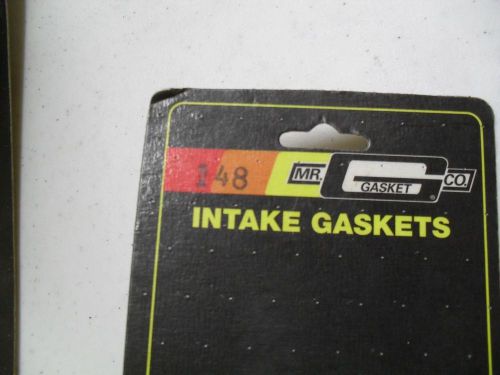 148 MR. GASKET CO.
INTAKE GASKETS